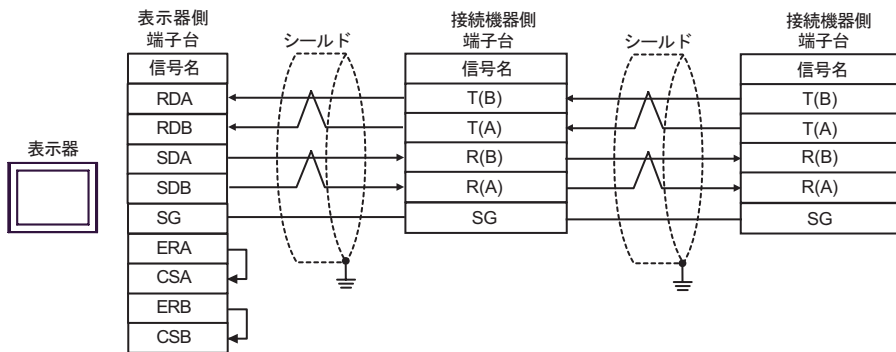 表示器側
端子台
シールド
接続機器側
端子台
シールド
接続機器側
端子台
信号名
信号名
信号名
RDA
T(B)
T(B)
RDB
T(A)
T(A)
表示器
SDA
R(B)
R(B)
SDB
R(A)
R(A)
SG
SG
SG
ERA
CSA
ERB
CSB